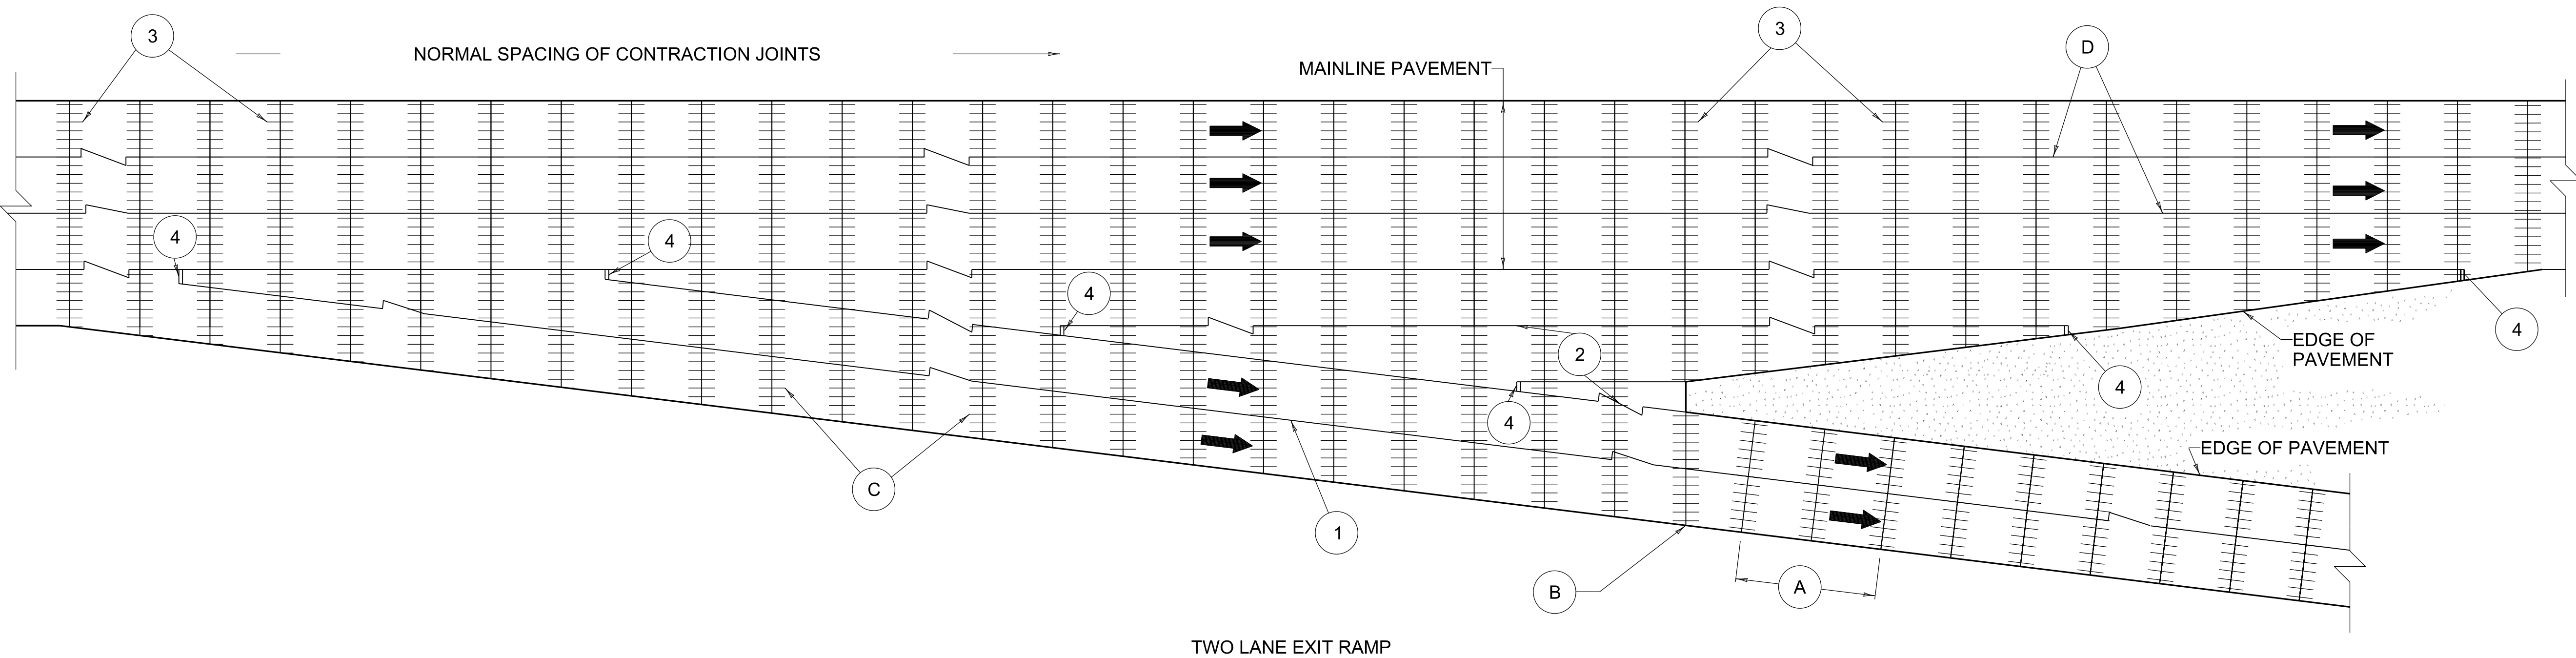 3
NORMAL SPACING OF CONTRACTION JOINTS
MAINLINE PAVEMENT
3
D
4
4
4
2
4
4
4
EDGE OF
PAVEMENT
EDGE OF PAVEMENT
C
1
B
A
TWO LANE EXIT RAMP